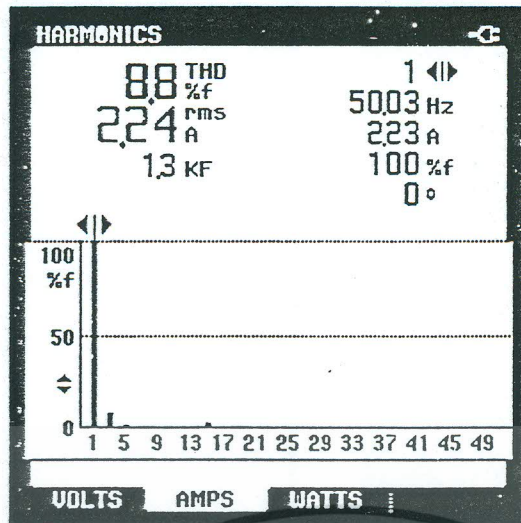 HARMONICS
8.8 THD %f
2.24 rms A
1.3 KF
1
50.03 Hz
2.23 A
100 %f
0 °
100
%f
50
0
1 5 9 13 17 21 25 29 33 37 41 45 49
VOLTS AMPS WATTS